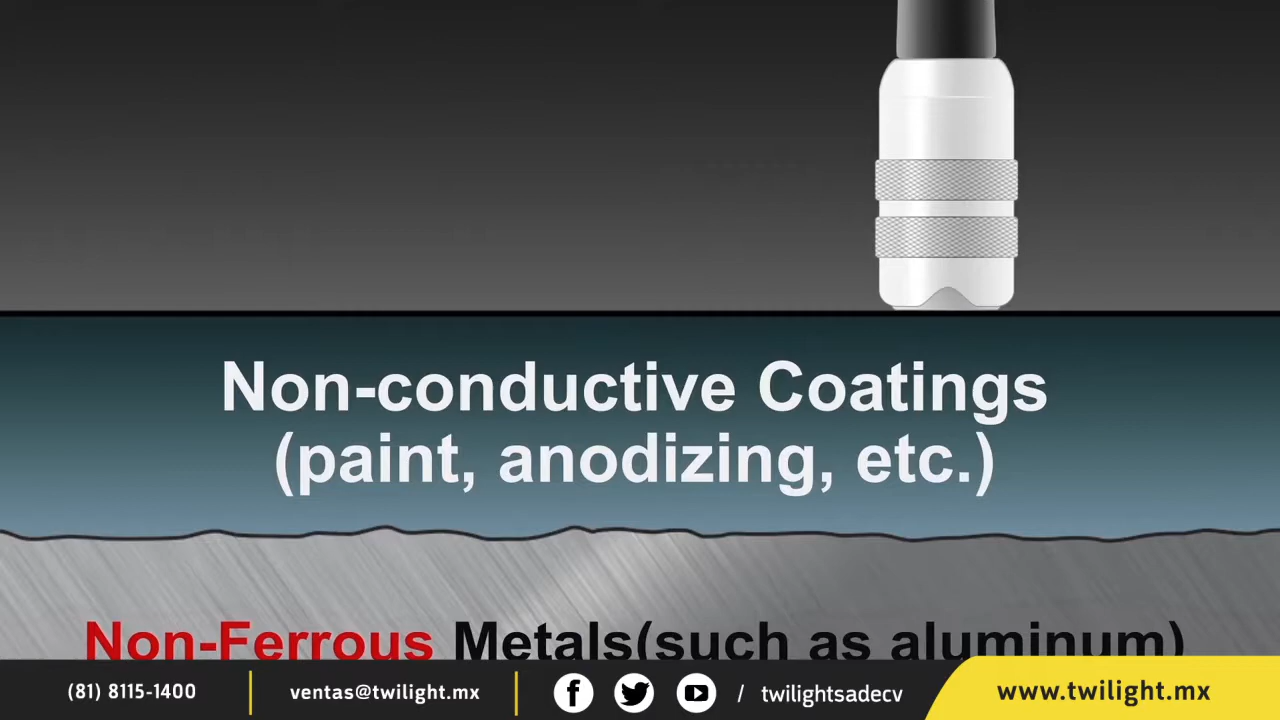 Non-conductive Coatings
(paint, anodizing, etc.)
Non-Ferrous Metals(such as aluminum)
(81) 8115-1400
ventas@twilight.mx
/ twilightsadecv
www.twilight.mx